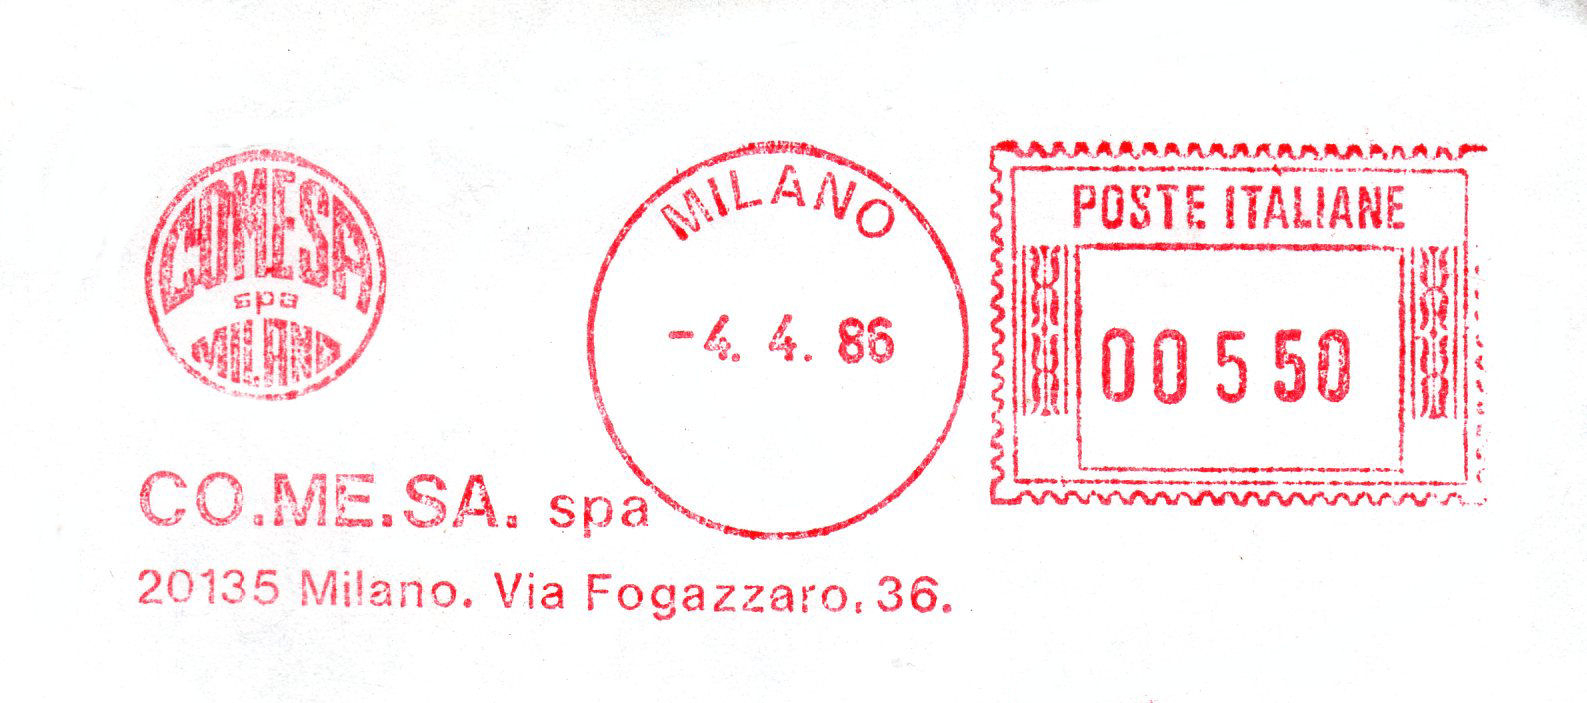 COMESA
spa
MILANO
CO.ME.SA. spa
20135 Milano. Via Fogazzaro, 36.
MILANO
-4. 4. 86
POSTE ITALIANE
00550